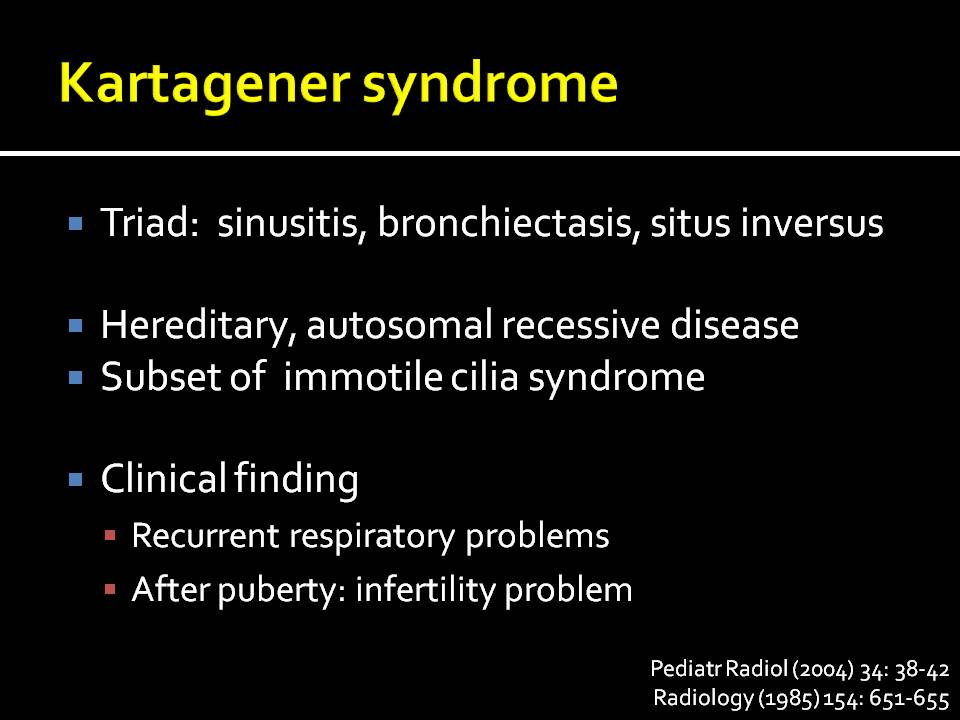 Kartagener syndrome
Triad:  sinusitis, bronchiectasis, situs inversus
Hereditary, autosomal recessive disease
Subset of  immotile cilia syndrome
Clinical finding
Recurrent respiratory problems
After puberty: infertility problem
Pediatr Radiol (2004) 34: 38-42
Radiology (1985) 154: 651-655